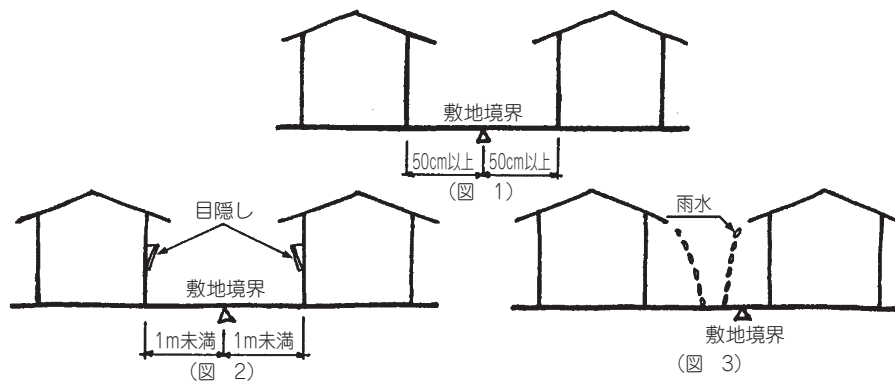 敷地境界
50cm以上 50cm以上
(図 1)
目隠し
敷地境界
1m未満 1m未満
(図 2)
雨水
敷地境界
(図 3)